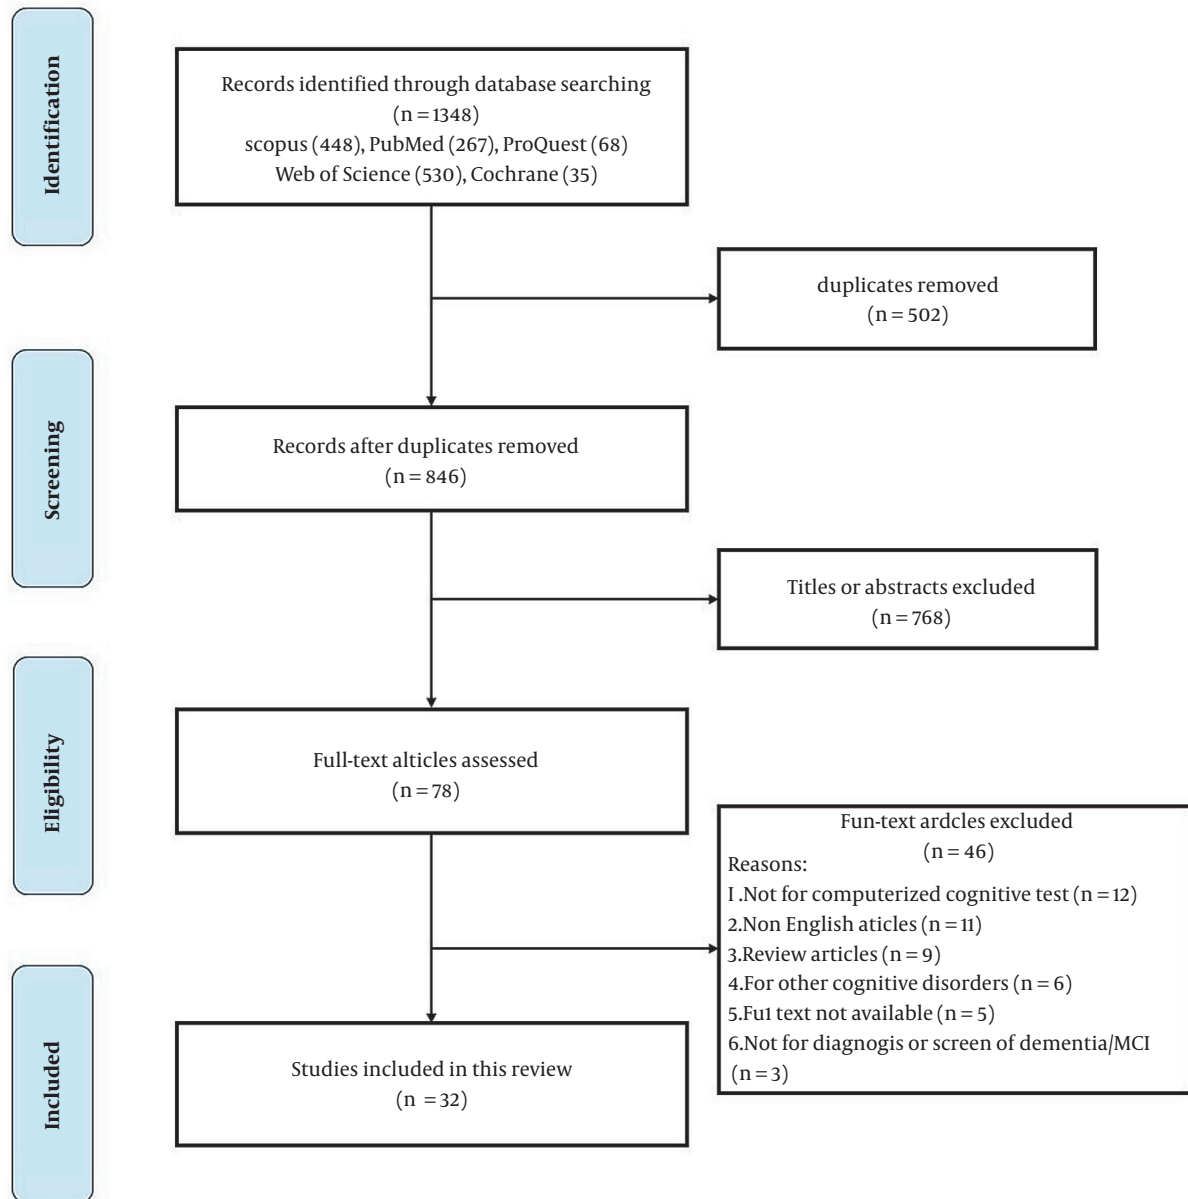 Identification
Records identified through database searching
(n = 1348)
scopus (448), PubMed (267), ProQuest (68)
Web of Science (530), Cochrane (35)
duplicates removed
(n = 502)
Screening
Records after duplicates removed
(n = 846)
Titles or abstracts excluded
(n = 768)
Eligibility
Full-text alticles assessed
(n = 78)
Fun-text ardcles excluded
(n = 46)
Reasons:
I .Not for computerized cognitive test (n = 12)
2.Non English aticles (n = 11)
3.Review articles (n = 9)
4.For other cognitive disorders (n = 6)
5.Fu1 text not available (n = 5)
6.Not for diagnogis or screen of dementia/MCI
(n = 3)
Included
Studies included in this review
(n = 32)